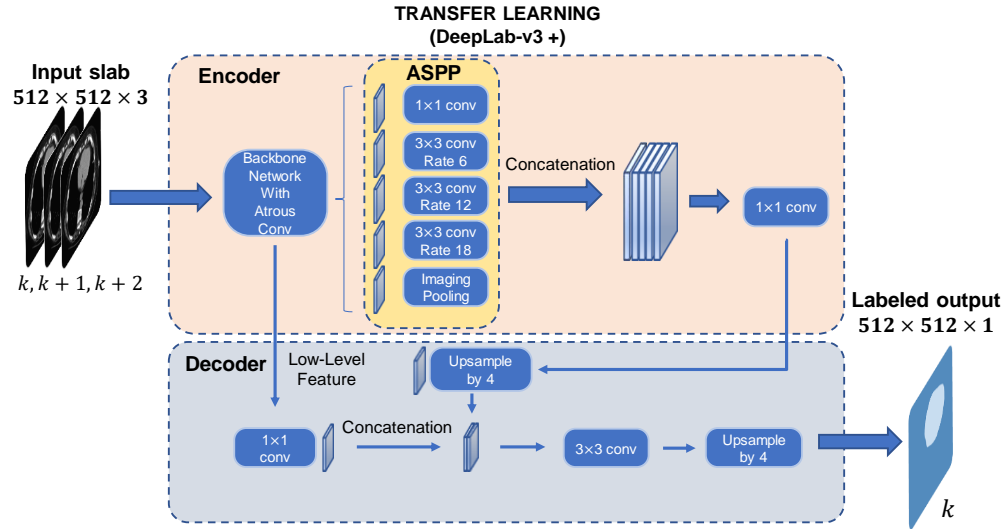 TRANSFER LEARNING
(DeepLab-v3 +)
Input slab
512 × 512 × 3
k, k + 1, k + 2
Encoder
Backbone
Network
With
Atrous
Conv
ASPP
1×1 conv
3×3 conv
Rate 6
3×3 conv
Rate 12
3×3 conv
Rate 18
Imaging
Pooling
Concatenation
1×1 conv
Decoder
Low-Level
Feature
Upsample
by 4
1×1
conv
Concatenation
3×3 conv
Upsample
by 4
Labeled output
512 × 512 × 1
k